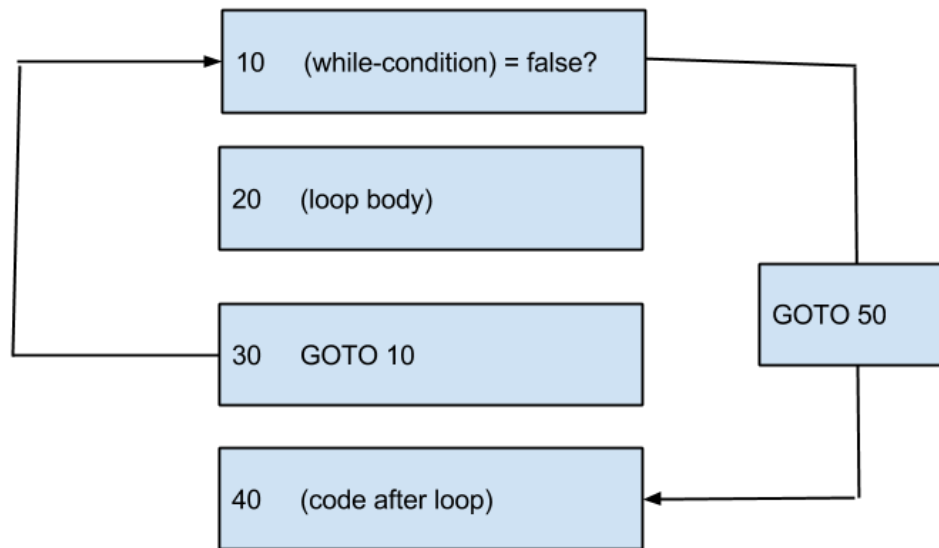 10 (while-condition) = false?
20 (loop body)
GOTO 50
30 GOTO 10
40 (code after loop)